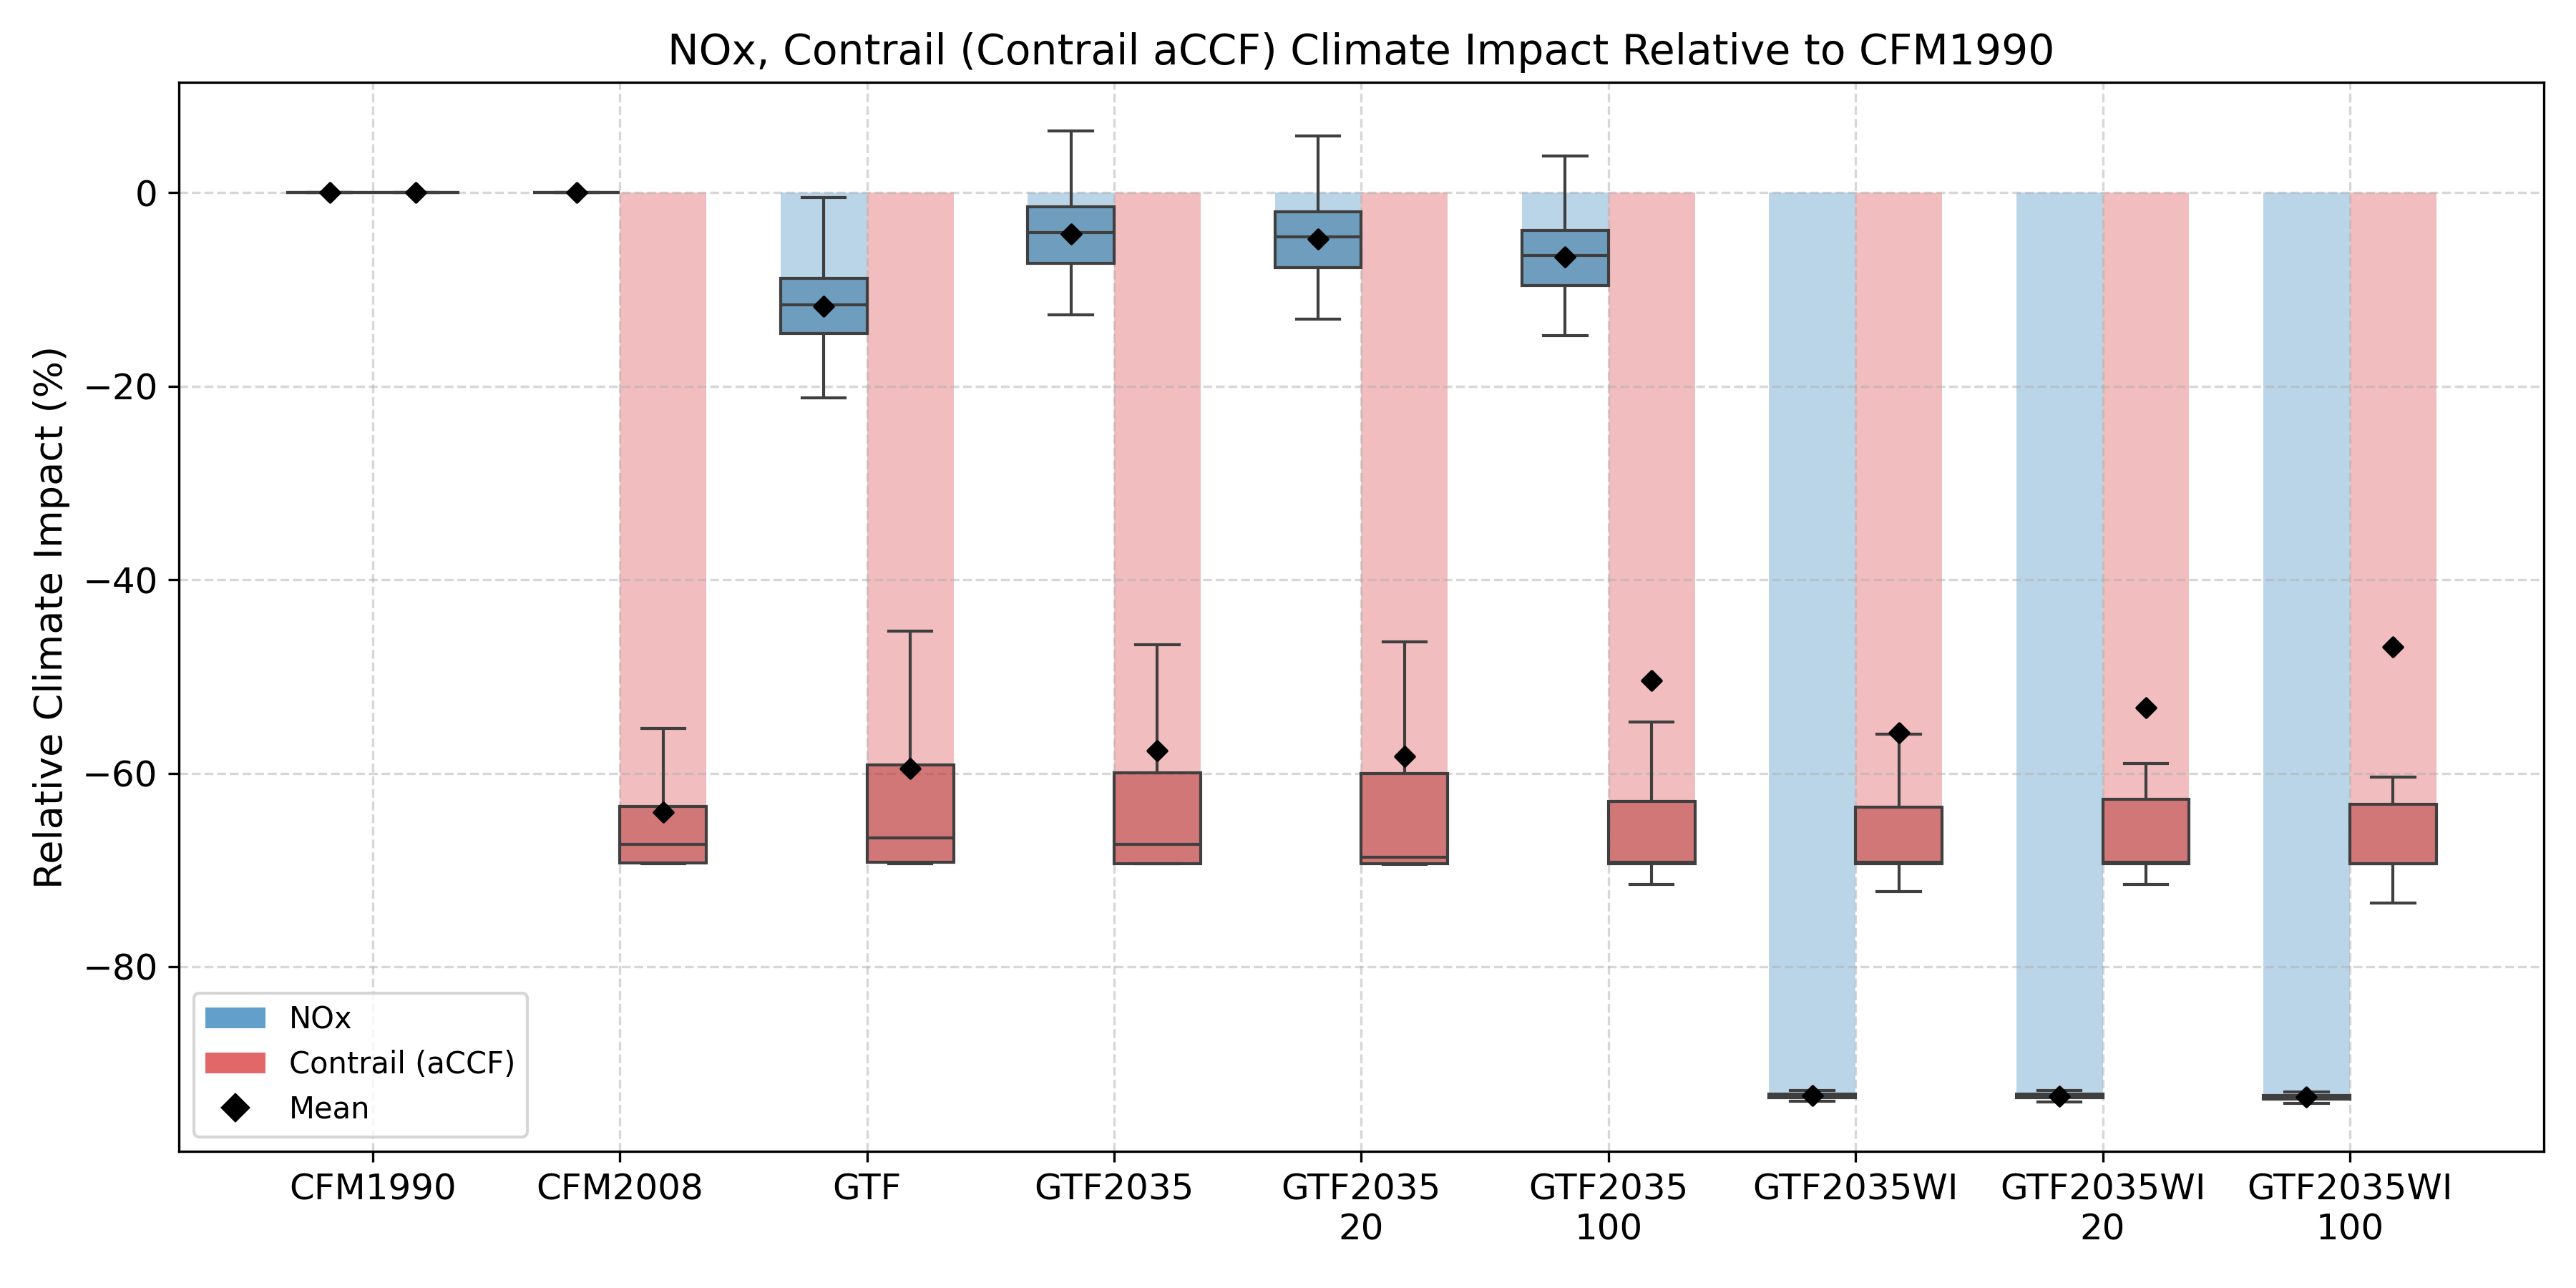 NOx, Contrail (Contrail aCCF) Climate Impact Relative to CFM1990
Relative Climate Impact (%)
0
−20
−40
−60
−80
NOx
Contrail (aCCF)
Mean
CFM1990
CFM2008
GTF
GTF2035
GTF2035
20
GTF2035
100
GTF2035WI
GTF2035WI
20
GTF2035WI
100